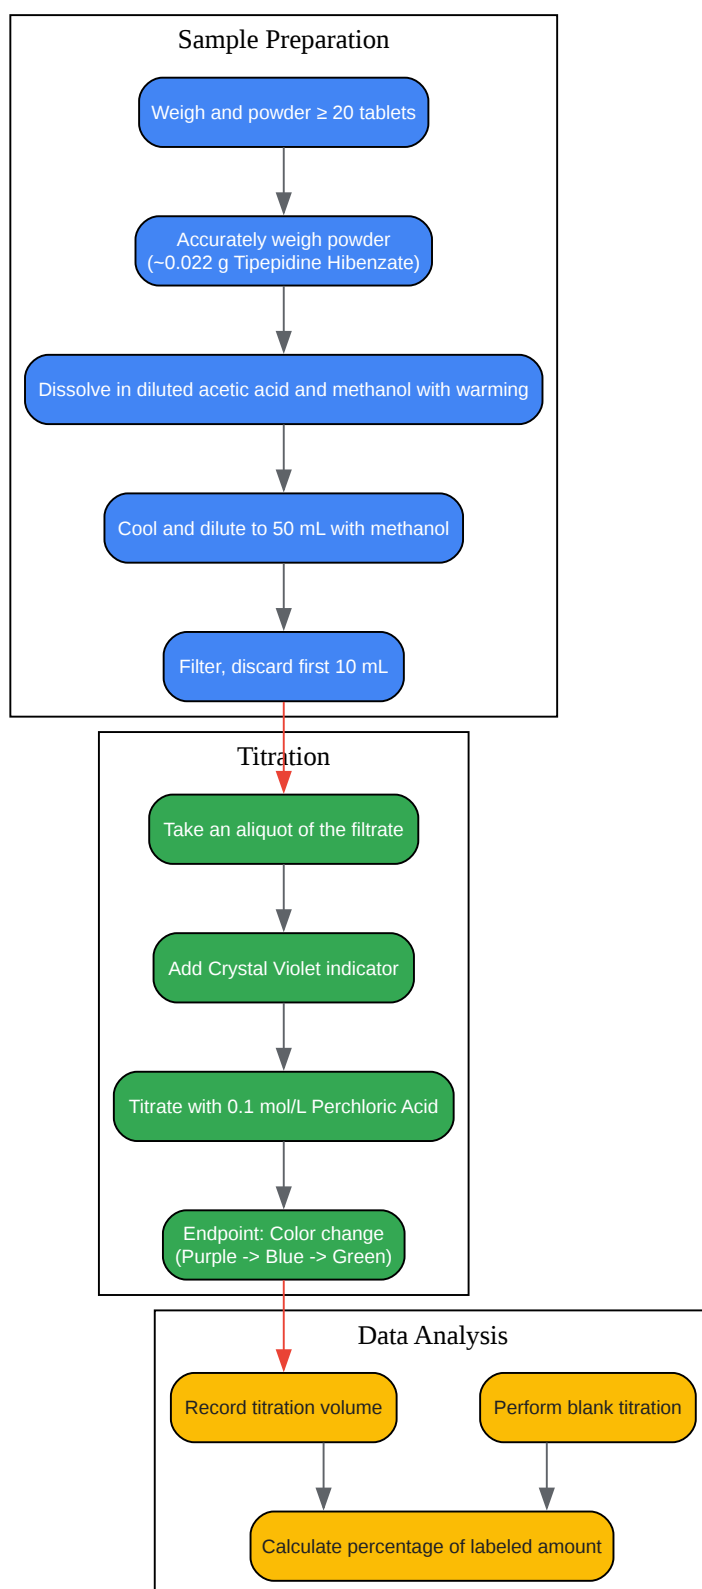 Sample Preparation
Weigh and powder ≥ 20 tablets
Accurately weigh powder
(~0.022 g Tipepidine Hibenzate)
Dissolve in diluted acetic acid and methanol with warming
Cool and dilute to 50 mL with methanol
Filter, discard first 10 mL
Titration
Take an aliquot of the filtrate
Add Crystal Violet indicator
Titrate with 0.1 mol/L Perchloric Acid
Endpoint: Color change
(Purple -> Blue -> Green)
Data Analysis
Record titration volume
Perform blank titration
Calculate percentage of labeled amount